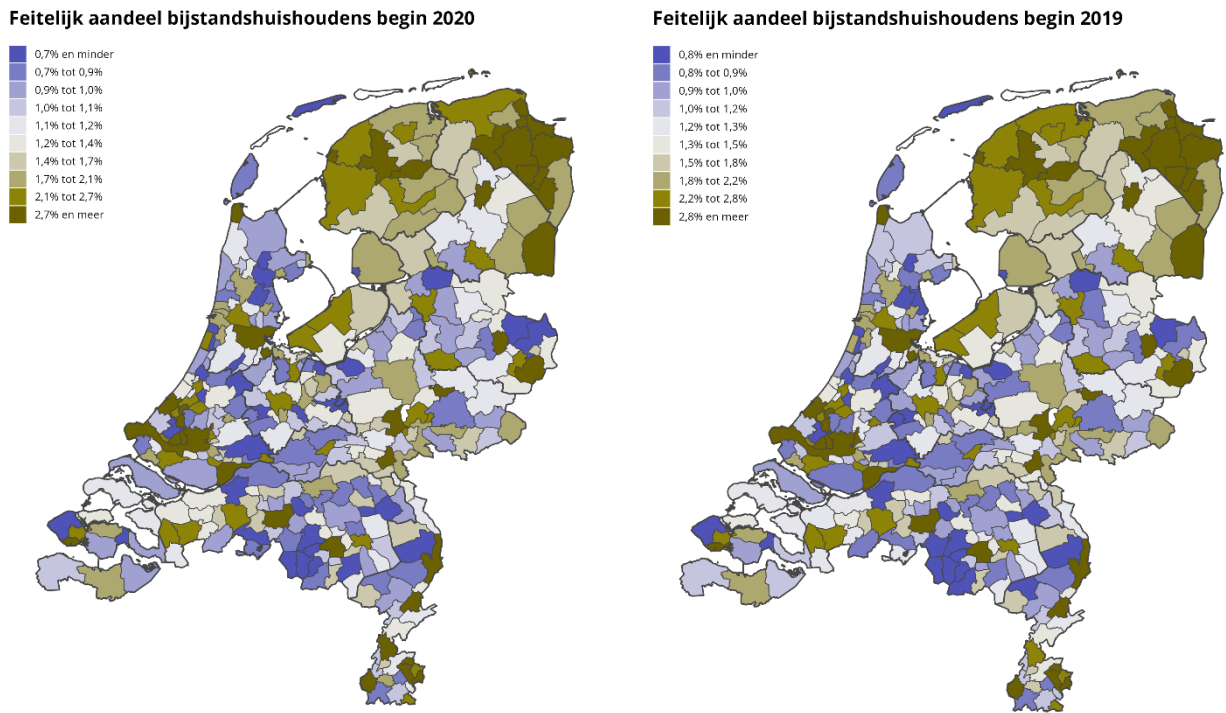 Feitelijk aandeel bijstandshuishoudens begin 2020
0,7% en minder
0,7% tot 0,9%
0,9% tot 1,0%
1,0% tot 1,1%
1,1% tot 1,2%
1,2% tot 1,4%
1,4% tot 1,7%
1,7% tot 2,1%
2,1% tot 2,7%
2,7% en meer
Feitelijk aandeel bijstandshuishoudens begin 2019
0,8% en minder
0,8% tot 0,9%
0,9% tot 1,0%
1,0% tot 1,2%
1,2% tot 1,3%
1,3% tot 1,5%
1,5% tot 1,8%
1,8% tot 2,2%
2,2% tot 2,8%
2,8% en meer